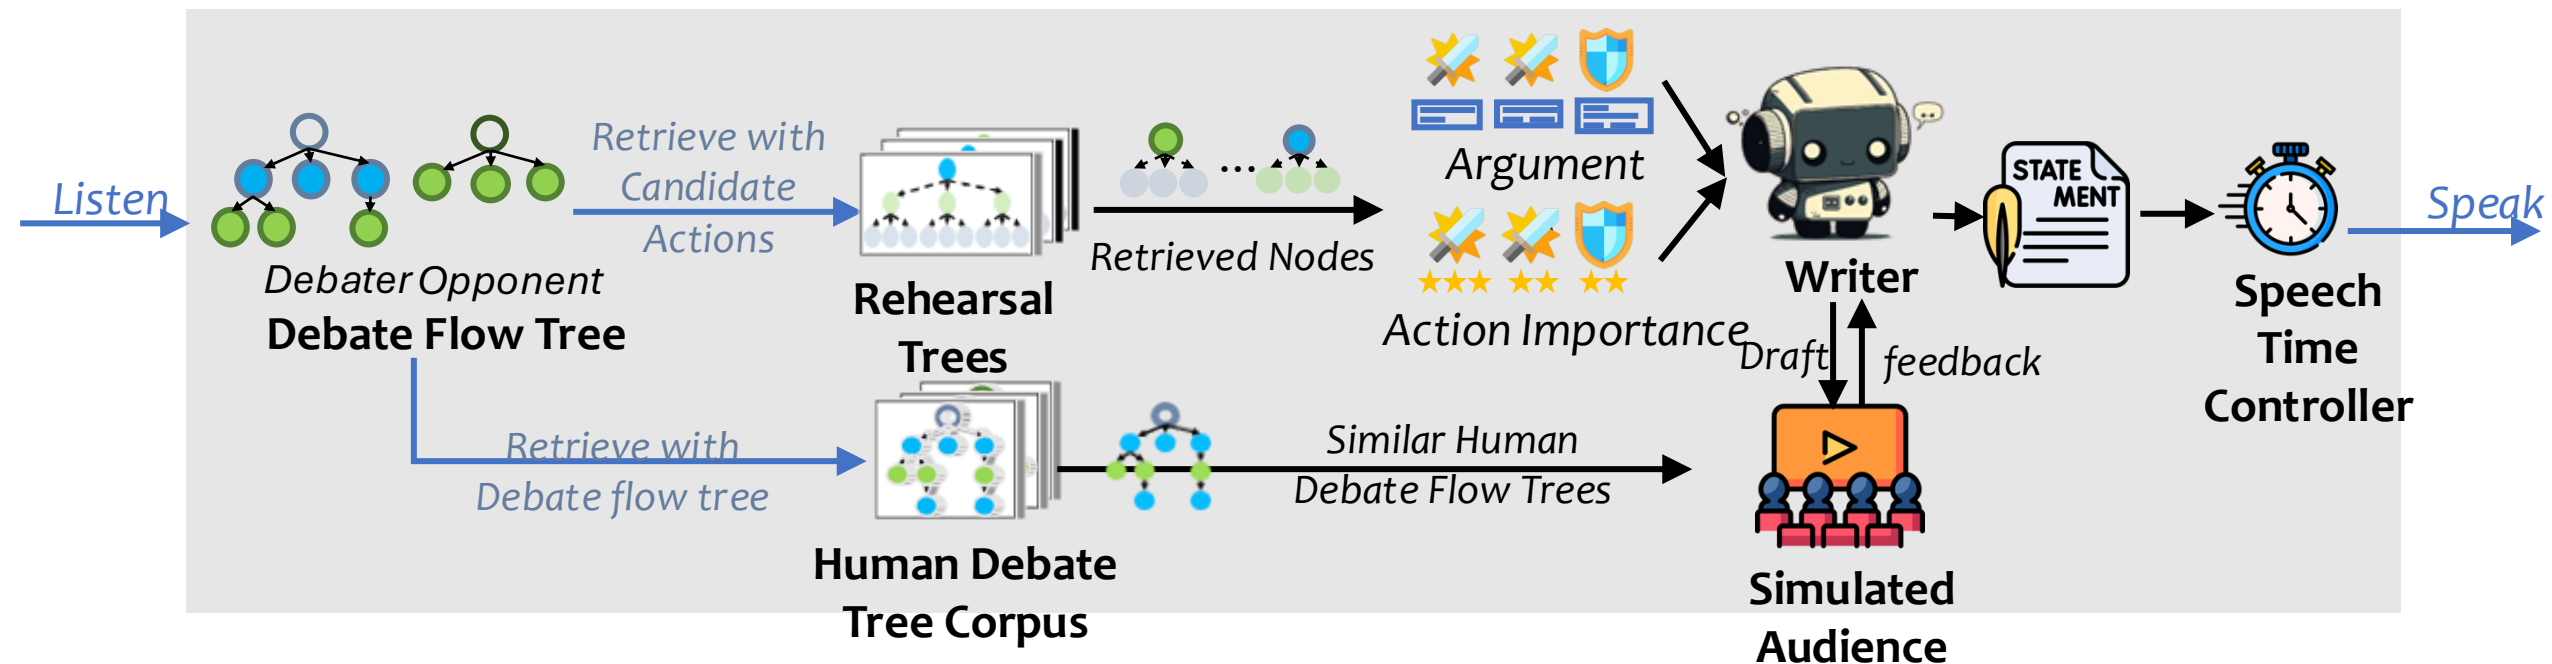 Listen
Debater Opponent
Debate Flow Tree
Retrieve with
Candidate
Actions
Rehearsal
Trees
Retrieved Nodes
Argument
Action Importance
Writer
STATE
MENT
Speech
Time
Controller
Speak
Draft
feedback
Retrieve with
Debate flow tree
Human Debate
Tree Corpus
Similar Human
Debate Flow Trees
Simulated
Audience